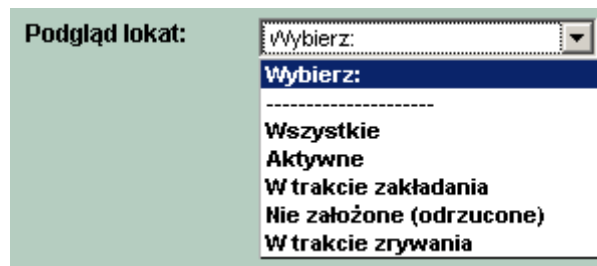 Podgląd lokat: Wybierz:
Wybierz:
---------------------
Wszystkie
Aktywne
W trakcie zakładania
Nie założone (odrzucone)
W trakcie zrywania